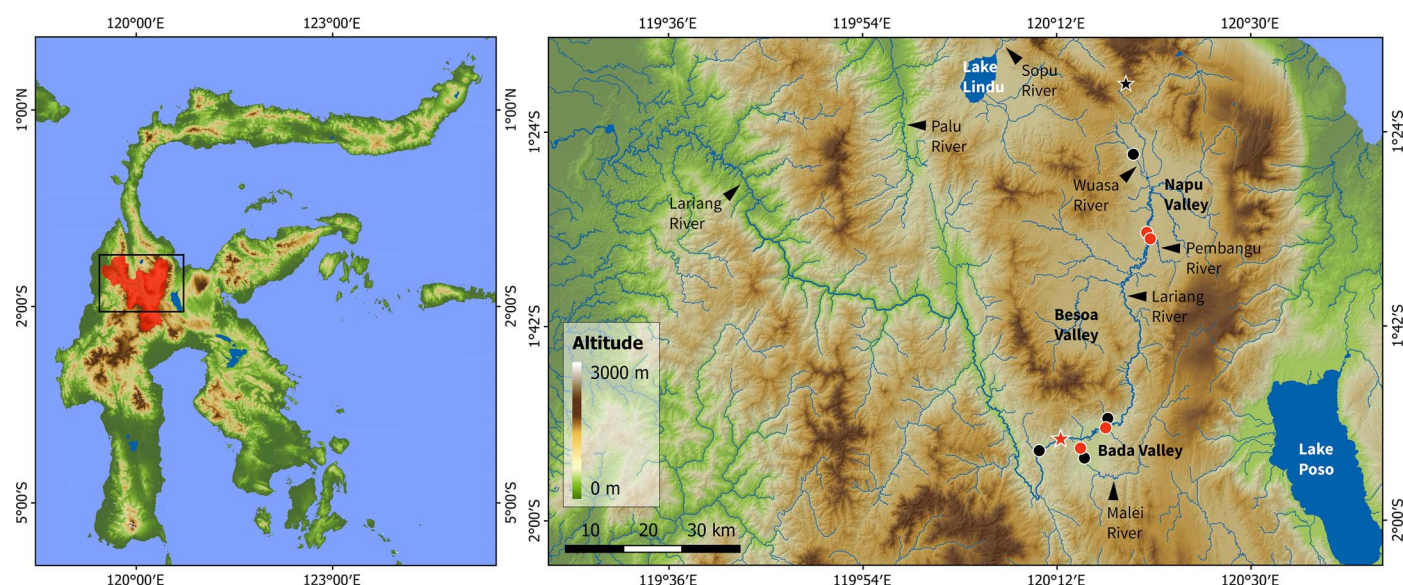 120°00′E
123°00′E
1°00′N
1°00′N
2°00′S
2°00′S
5°00′S
5°00′S
120°00′E
123°00′E
119°36′E
119°54′E
120°12′E
120°30′E
1°24′S
1°24′S
1°42′S
1°42′S
2°00′S
2°00′S
Lake
Lindu
Sopu
River
Palu
River
Lariang
River
Wuasa
River
Napu
Valley
Pembangu
River
Lariang
River
Besoa
Valley
Bada Valley
Malei
River
Lake
Poso
Altitude
3000 m
0 m
10 20 30 km
119°36′E
119°54′E
120°12′E
120°30′E